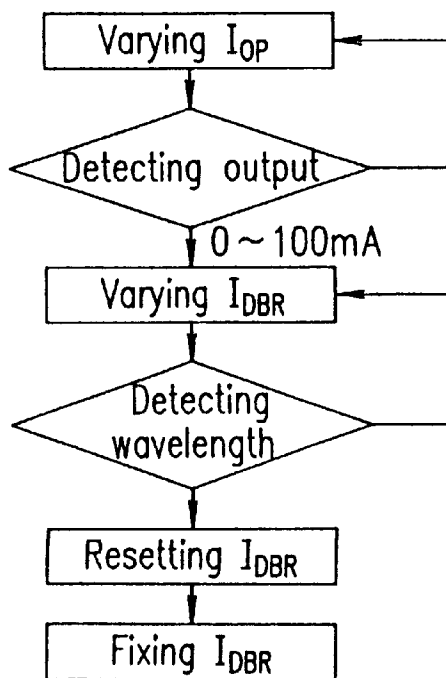 Varying I_OP
Detecting output
0 ~ 100mA
Varying I_DBR
Detecting
wavelength
Resetting I_DBR
Fixing I_DBR